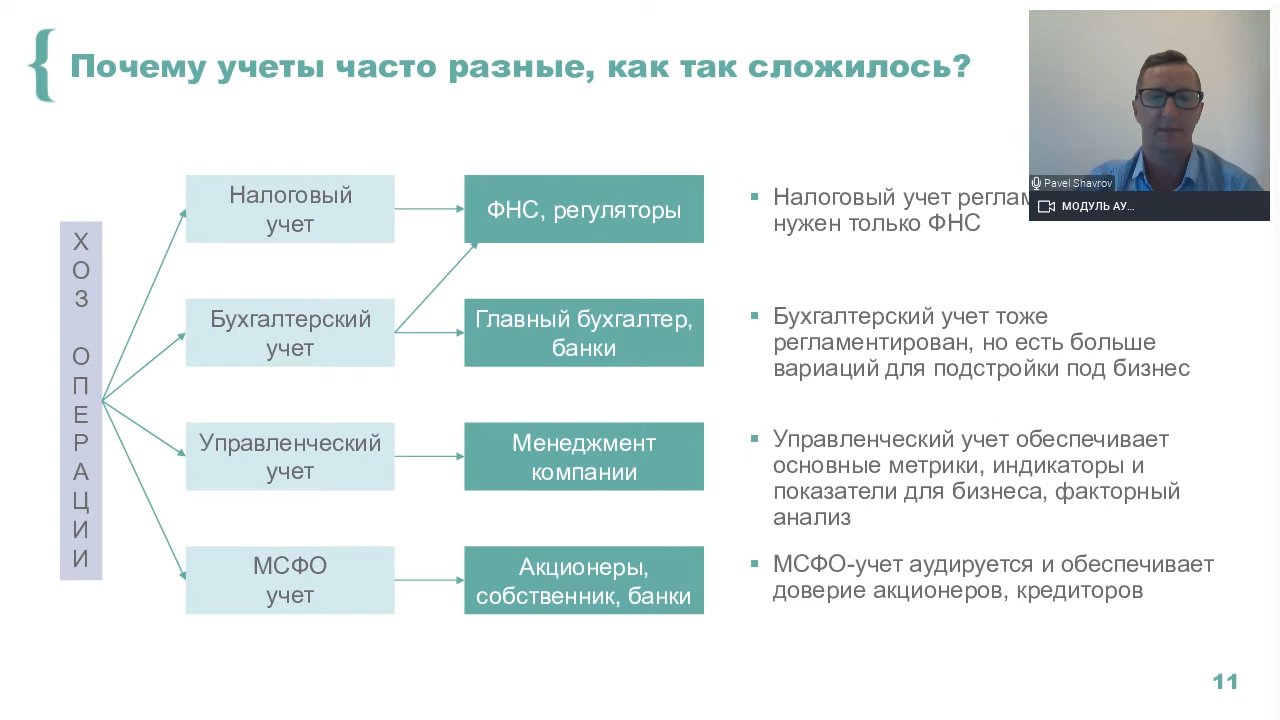 Почему учеты часто разные, как так сложилось?
Pavel Shavrov
МОДУЛЬ АУ...
ХОЗ ОПЕРАЦИИ
Налоговый
учет
ФНС, регуляторы
Налоговый учет
нужен только ФНС
Бухгалтерский
учет
Главный бухгалтер,
банки
Бухгалтерский учет тоже
регламентирован, но есть больше
вариаций для подстройки под бизнес
Управленческий
учет
Менеджмент
компании
Управленческий учет обеспечивает
основные метрики, индикаторы и
показатели для бизнеса, факторный
анализ
МСФО
учет
Акционеры,
собственник, банки
МСФО-учет аудируется и обеспечивает
доверие акционеров, кредиторов
11